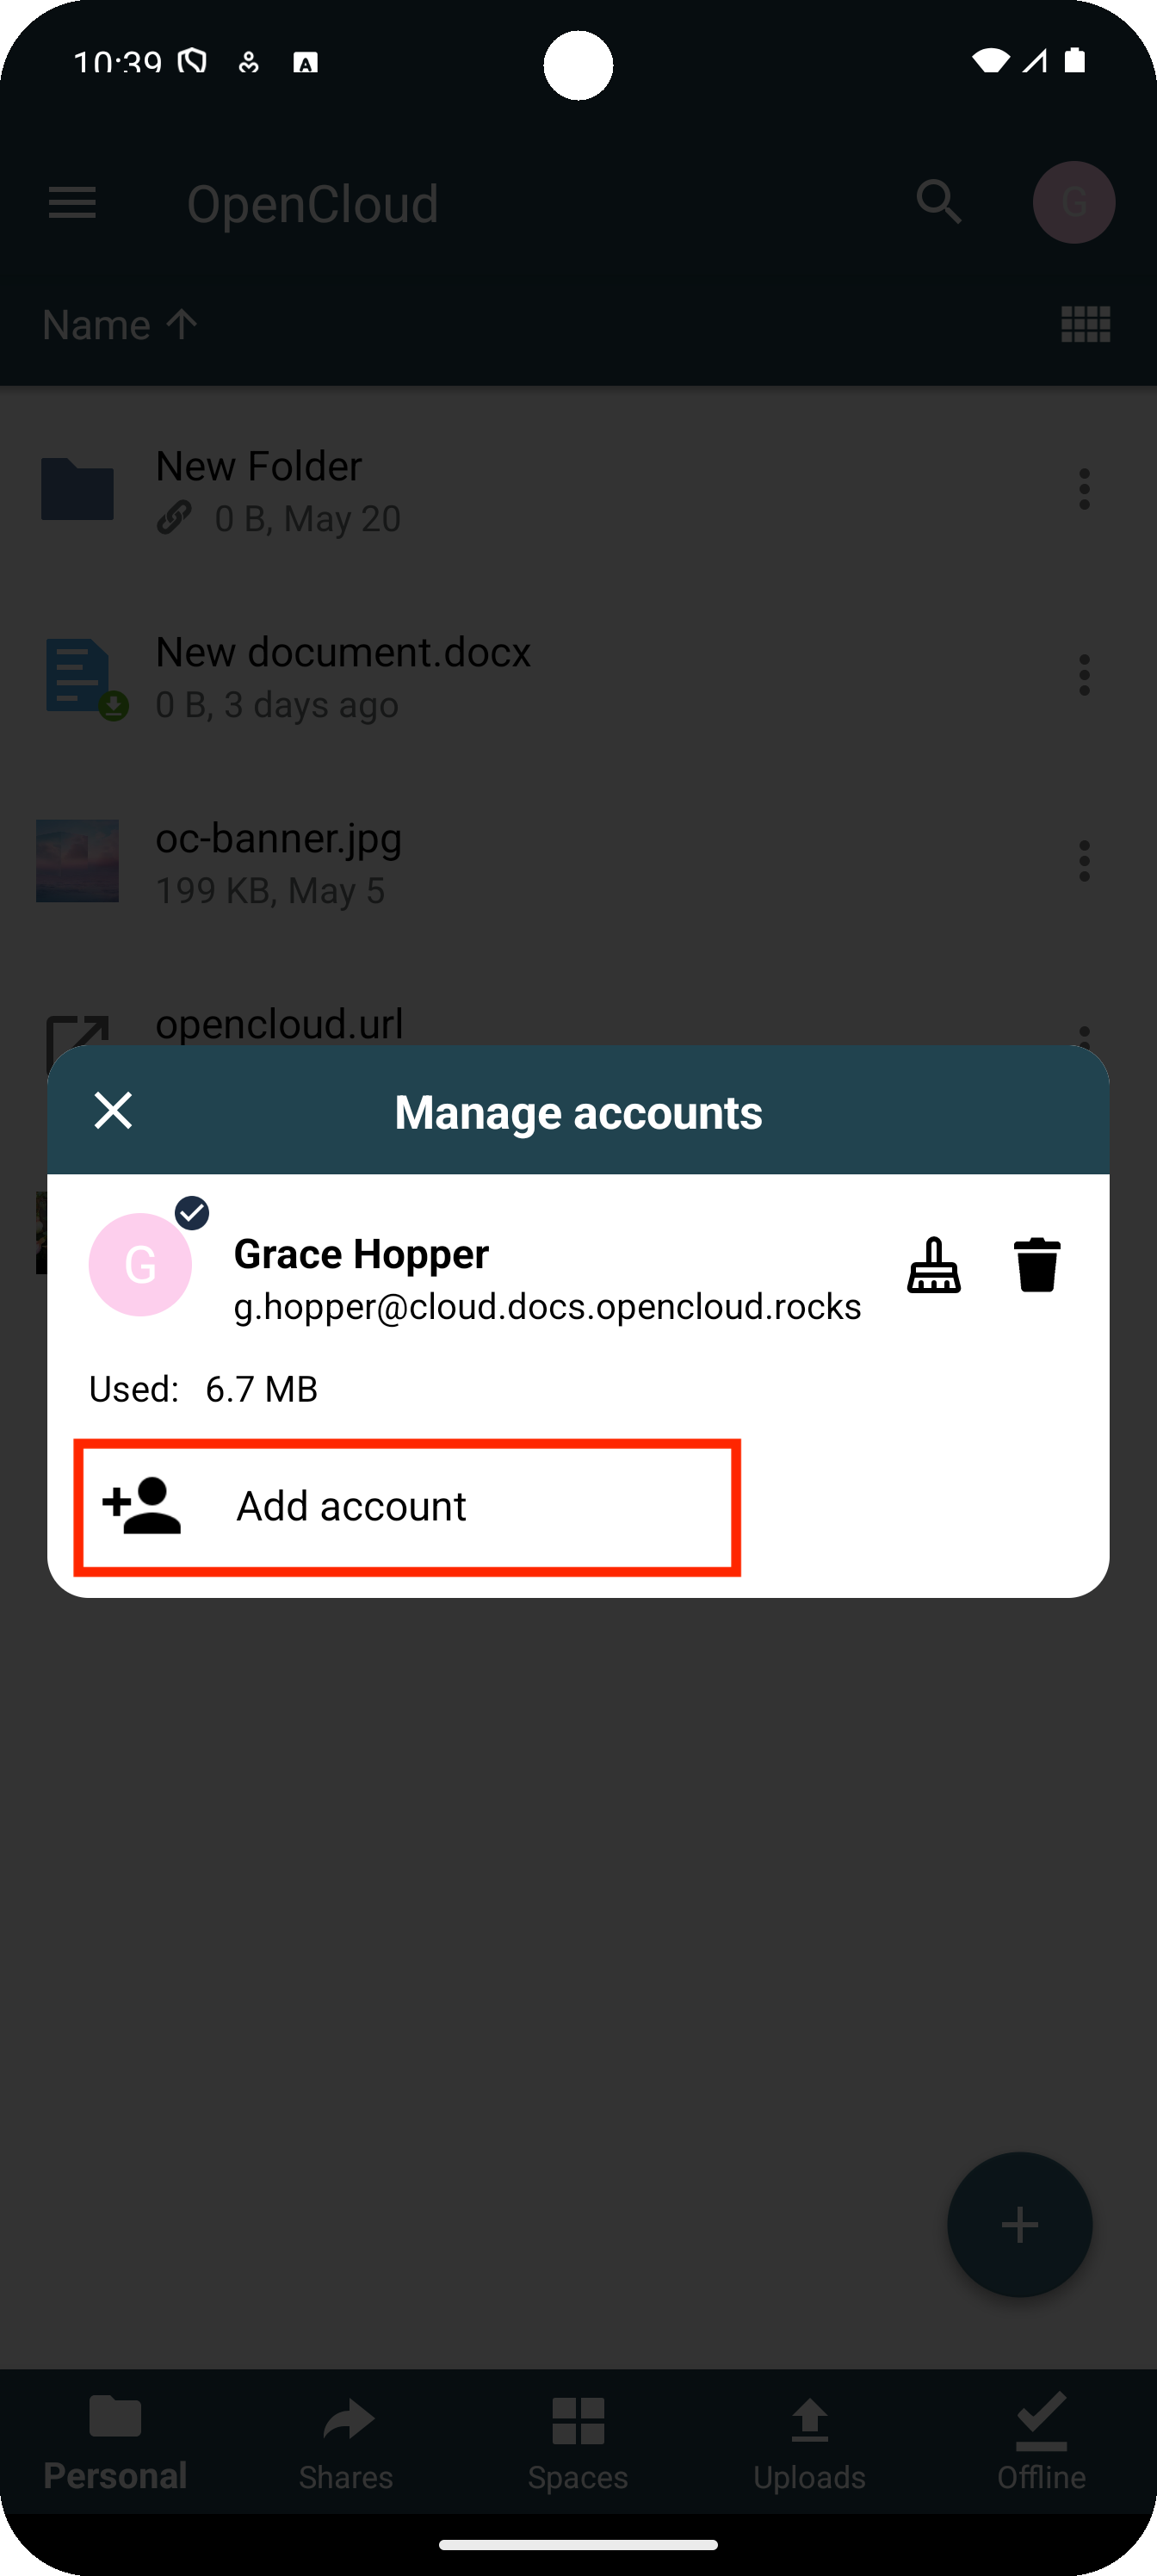 10:39
OpenCloud
G
Name
New Folder
0 B, May 20
New document.docx
0 B, 3 days ago
oc-banner.jpg
199 KB, May 5
opencloud.url
Manage accounts
G
Grace Hopper
g.hopper@cloud.docs.opencloud.rocks
Used: 6.7 MB
Add account
Personal
Shares
Spaces
Uploads
Offline